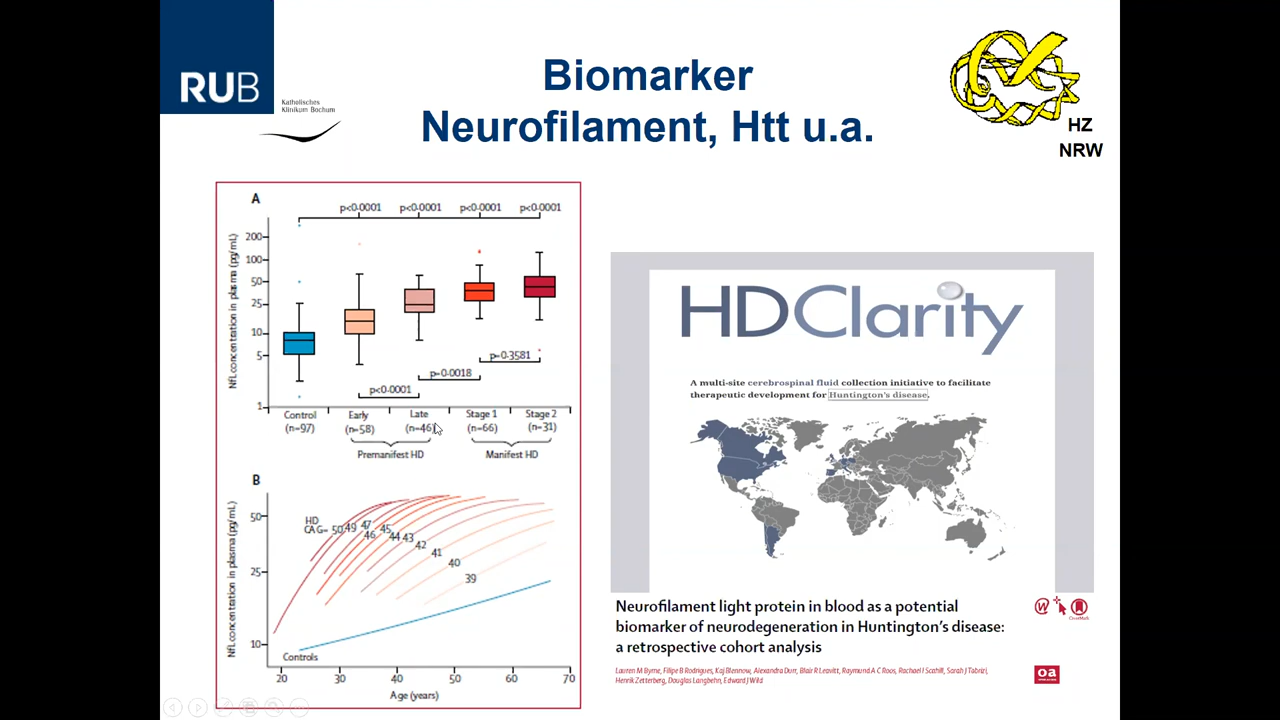 RUB
Katholisches
Klinikum Bochum
Biomarker
Neurofilament, Htt u.a.
HZ
NRW
A
p<0·0001 p<0·0001 p<0·0001 p<0·0001
NfL concentration in plasma (pg/mL)
200
100
50
25
10
5
1
p=0·3581
p=0·0018
p<0·0001
Control Early Late Stage 1 Stage 2
(n=97) (n=58) (n=46) (n=66) (n=31)
Premanifest HD Manifest HD
B
NfL concentration in plasma (pg/mL)
50
25
10
HD
CAG= 50 49 47 46 45 44 43 42 41 40 39
Controls
20 30 40 50 60 70
Age (years)
HDClarity
A multi-site cerebrospinal fluid collection initiative to facilitate
therapeutic development for Huntington's disease.
Neurofilament light protein in blood as a potential
biomarker of neurodegeneration in Huntington's disease:
a retrospective cohort analysis
Lauren M Byrne, Filipe B Rodrigues, Kaj Blennow, Alexandra Durr, Blair R Leavitt, Raymund A C Roos, Rachael I Scahill, Sarah J Tabrizi,
Henrik Zetterberg, Douglas Langbehn, Edward J Wild
W
CrossMark
oa